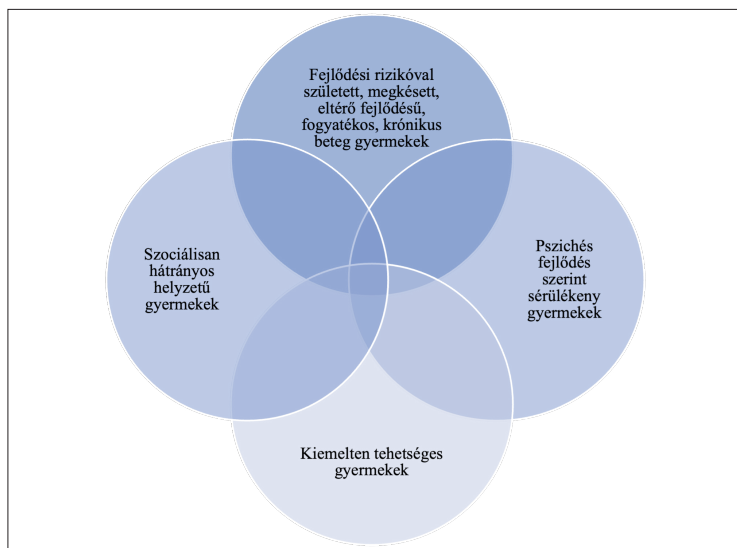 Fejlődési rizikóval
született, megkésett,
eltérő fejlődésű,
fogyatékos, krónikus
beteg gyermekek
Szociálisan
hátrányos
helyzetű
gyermekek
Pszichés
fejlődés
szerint
sérülékeny
gyermekek
Kiemelten tehetséges
gyermekek